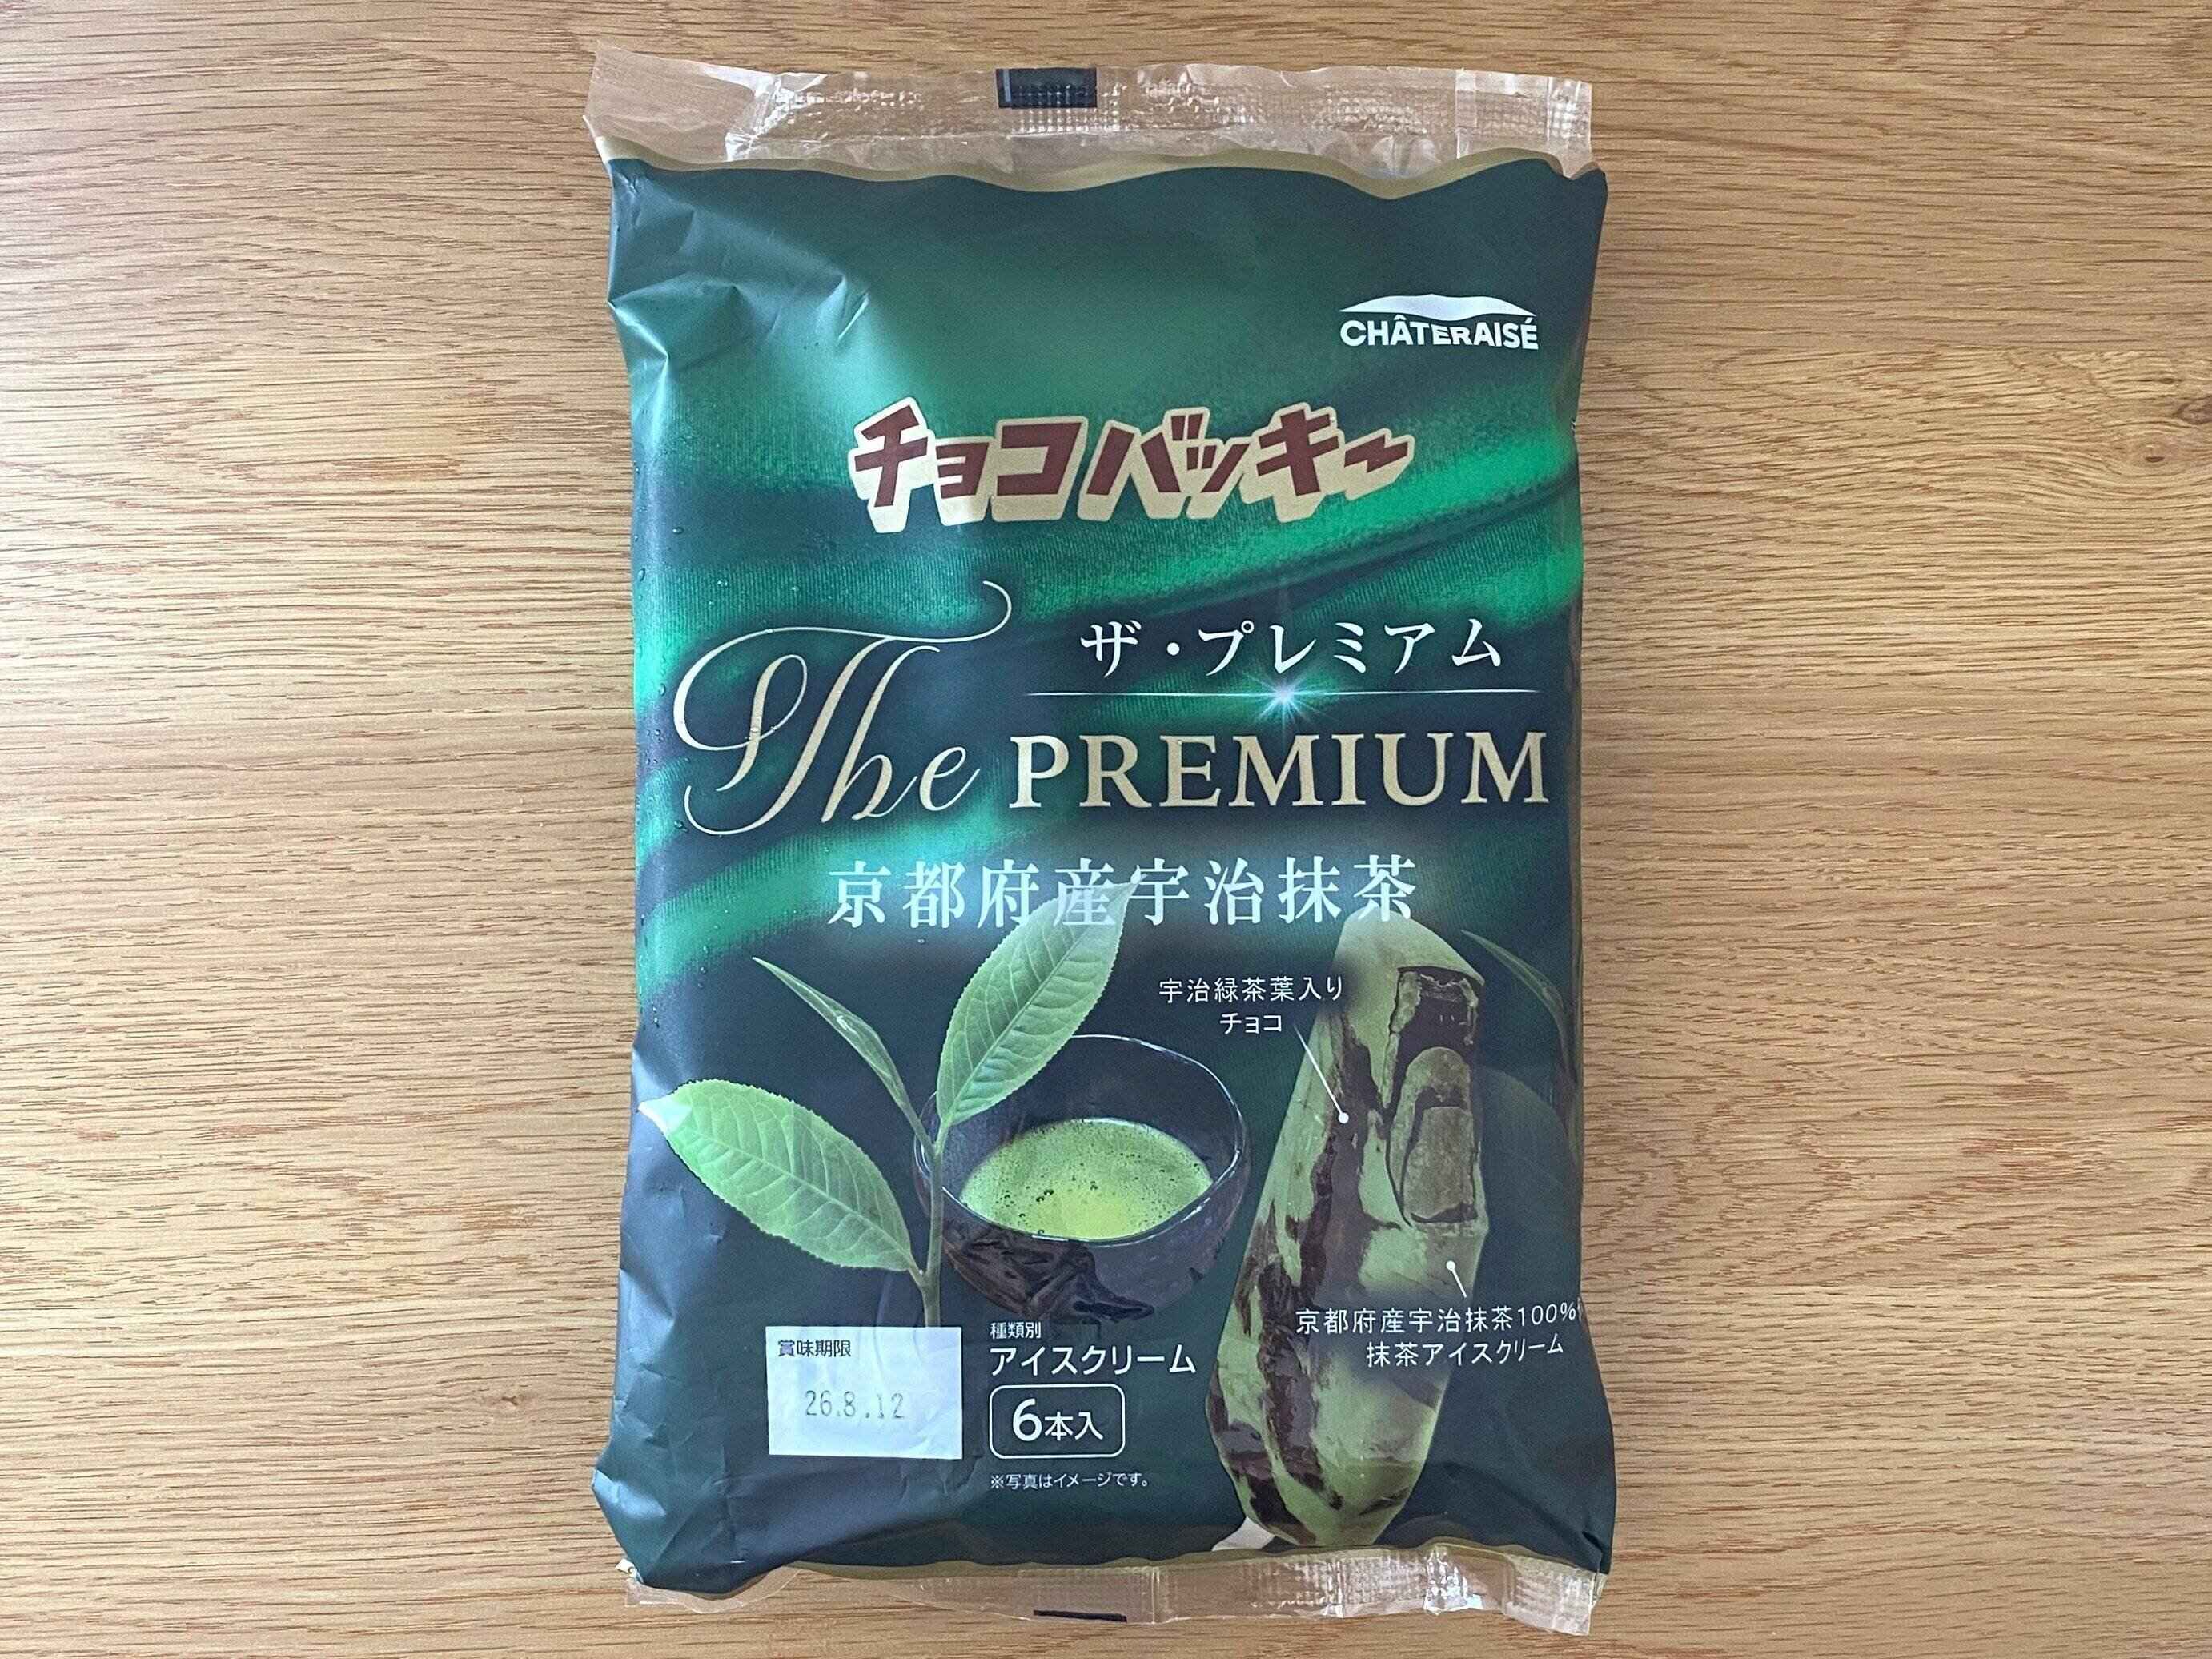 CHÂTERAISÉ
チョコバッキー
ザ・プレミアム
The PREMIUM
京都府産宇治抹茶
宇治緑茶葉入り
チョコ
京都府産宇治抹茶100%
抹茶アイスクリーム
種類別
アイスクリーム
6本入
※写真はイメージです。
賞味期限
26.8.12